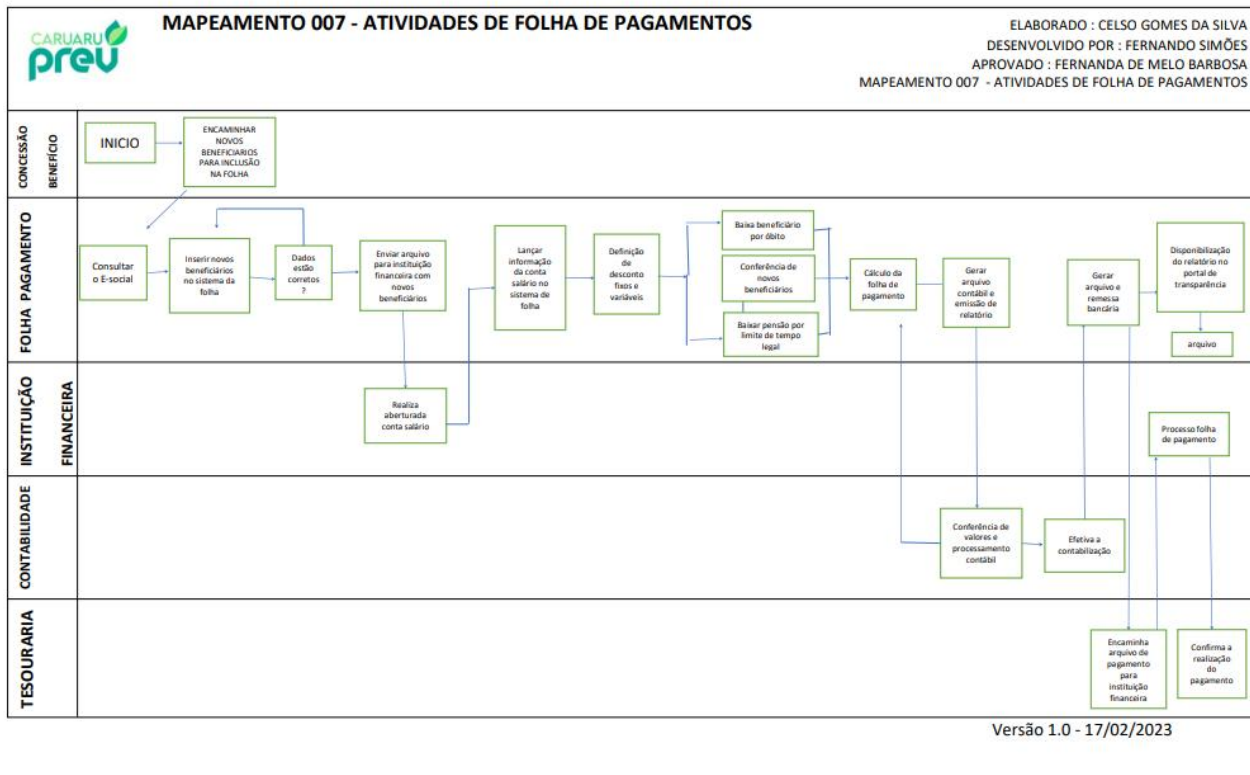 CARUARU
preu
MAPEAMENTO 007 - ATIVIDADES DE FOLHA DE PAGAMENTOS
ELABORADO : CELSO GOMES DA SILVA
DESENVOLVIDO POR : FERNANDO SIMÕES
APROVADO : FERNANDA DE MELO BARBOSA
MAPEAMENTO 007 - ATIVIDADES DE FOLHA DE PAGAMENTOS
CONCESSÃO
BENEFÍCIO
INICIO
ENCAMINHAR
NOVOS
BENEFICIARIOS
PARA INCLUSÃO
NA FOLHA
FOLHA PAGAMENTO
Consultar
o E-social
Inserir novos
beneficiários
no sistema da
folha
Dados
estão
corretos
?
Enviar arquivo
para instituição
financeira com
novos
beneficiários
Lançar
informação
da conta
salário no
sistema de
folha
Definição
de
desconto
fixos e
variáveis
Baixa beneficiário
por óbito
Conferência de
novos
beneficiários
Baixar pensão por
limite de tempo
legal
Cálculo da
folha de
pagamento
Gerar
arquivo
contábil e
emissão de
relatório
Gerar
arquivo e
remessa
bancária
Disponibilização
do relatório no
portal de
transparência
arquivo
INSTITUIÇÃO
FINANCEIRA
Realiza
aberturada
conta salário
Processo folha
de pagamento
CONTABILIDADE
Conferência de
valores e
processamento
contábil
Efetiva a
contabilização
TESOURARIA
Encaminha
arquivo de
pagamento
para
instituição
financeira
Confirma a
realização
do
pagamento
Versão 1.0 - 17/02/2023